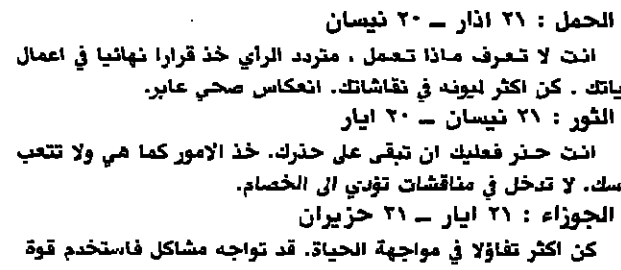 الحمل : ٢١ اذار – ٢٠ نيسان
انت لا تعرف ماذا تعمل ، متردد الرأي خذ قرارا نهائيا في اعمال
ياتك . كن اكثر ليونه في نقاشاتك. انعكاس صحي عابر.
الثور : ٢١ نيسان – ٢٠ ايار
انت حذر فعليك ان تبقى على حذرك. خذ الامور كما هي ولا تتعب
سك. لا تدخل في مناقشات تؤدي الى الخصام.
الجوزاء : ٢١ ايار – ٢١ حزيران
كن اكثر تفاؤلا في مواجهة الحياة. قد تواجه مشاكل فاستخدم قوة